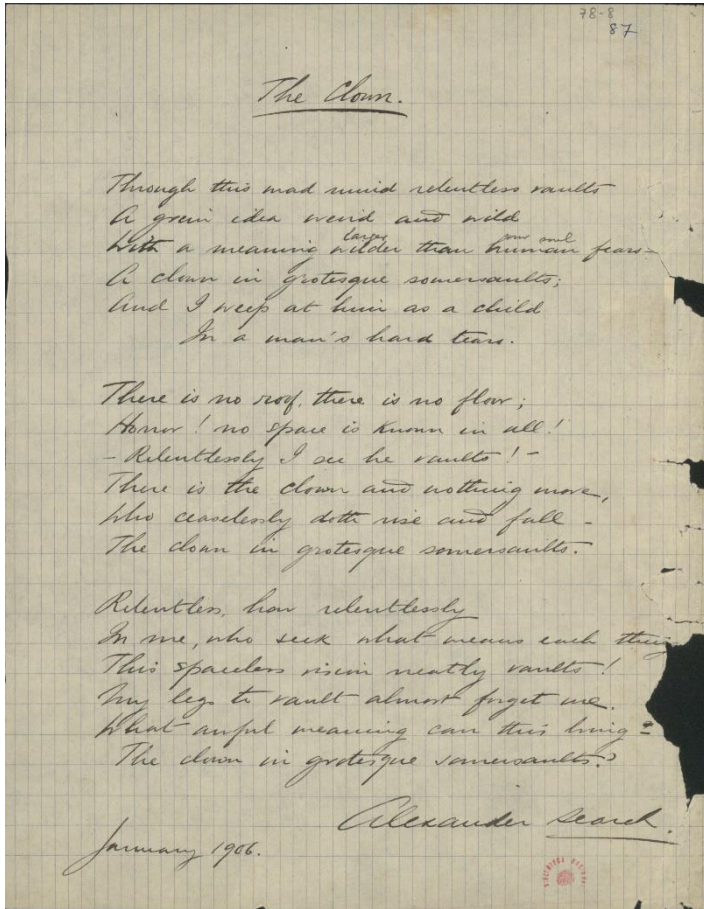 78-8
87
The Clown.
Through this mad mind relentless vaults
A grim idea weird and wild
With a meaning wilder larger than human our soul fears –
A clown in grotesque somersaults;
And I weep at him as a child
In a man's hard tears.
There is no roof, there is no floor;
Horror! no space is known in all!
– Relentlessly I see he vaults! –
There is the clown and nothing more,
Who ceaselessly doth rise and fall –
The clown in grotesque somersaults.
Relentless, how relentlessly
In me, who seek what means each thing
This spaceless vision neatly vaults!
My legs to vault almost forget me.
What awful meaning can this bring –
The clown in grotesque somersaults?
Alexander Search.
January 1906.